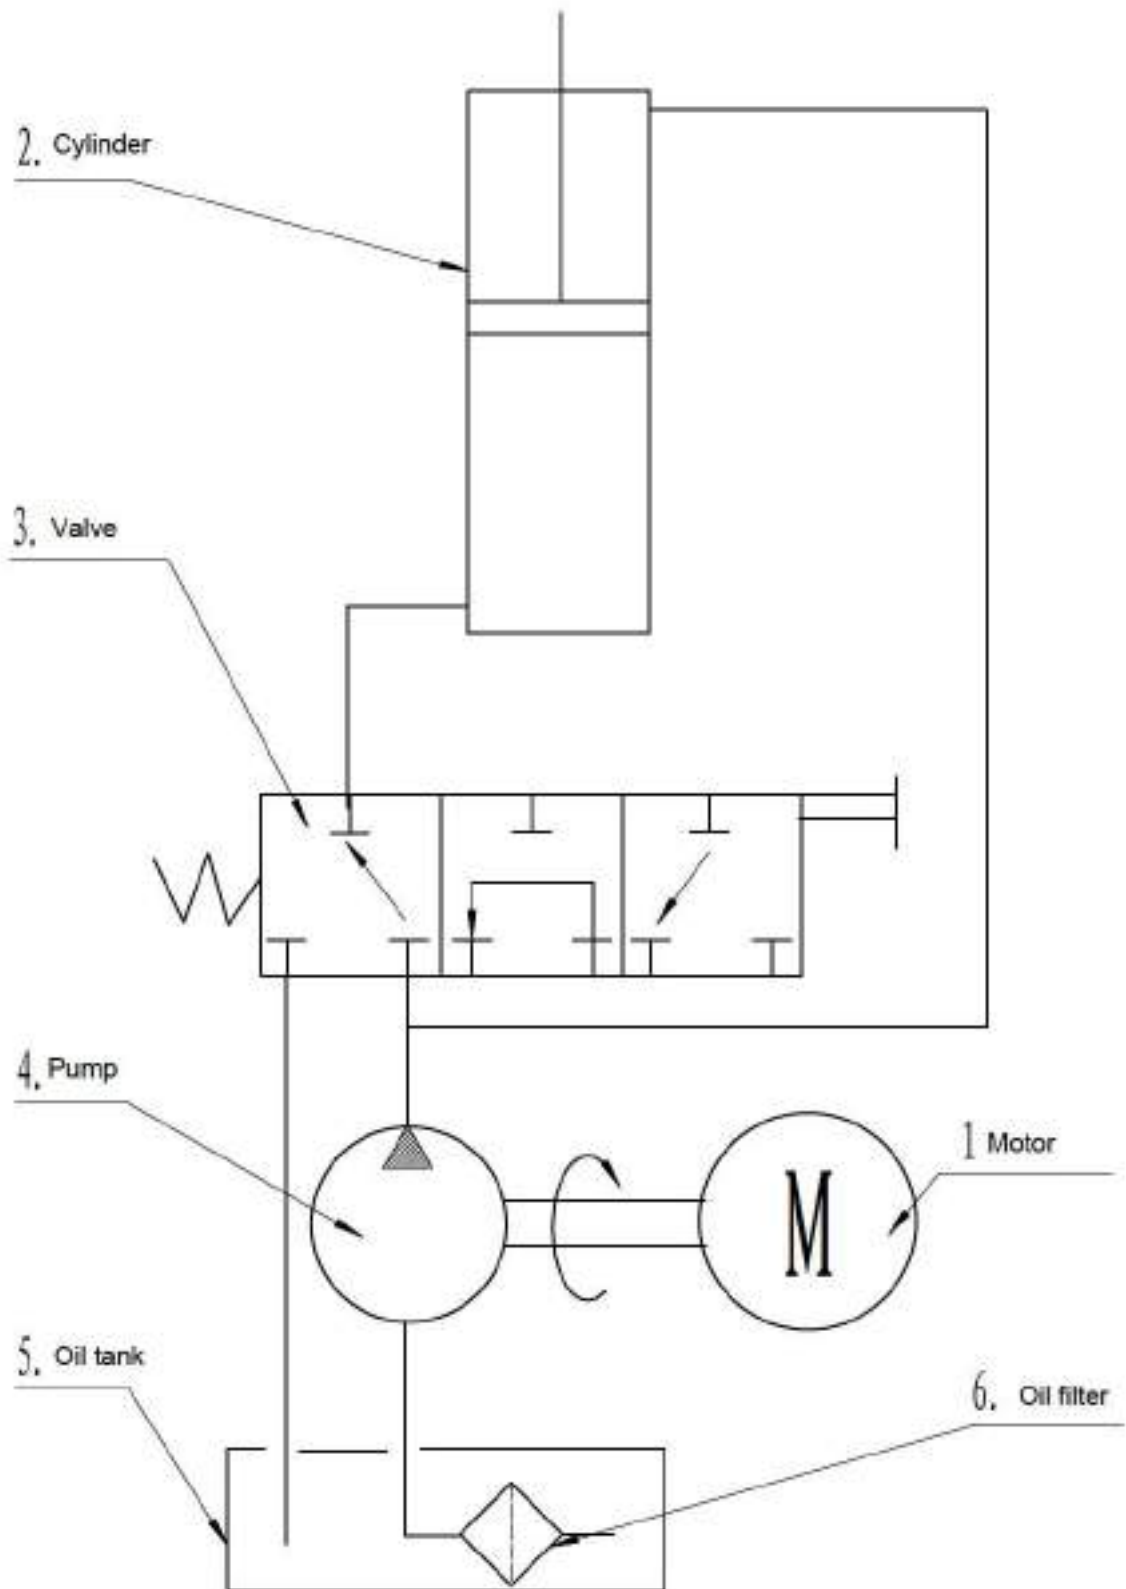 2. Cylinder
3. Valve
4. Pump
1 Motor
M
5. Oil tank
6. Oil filter